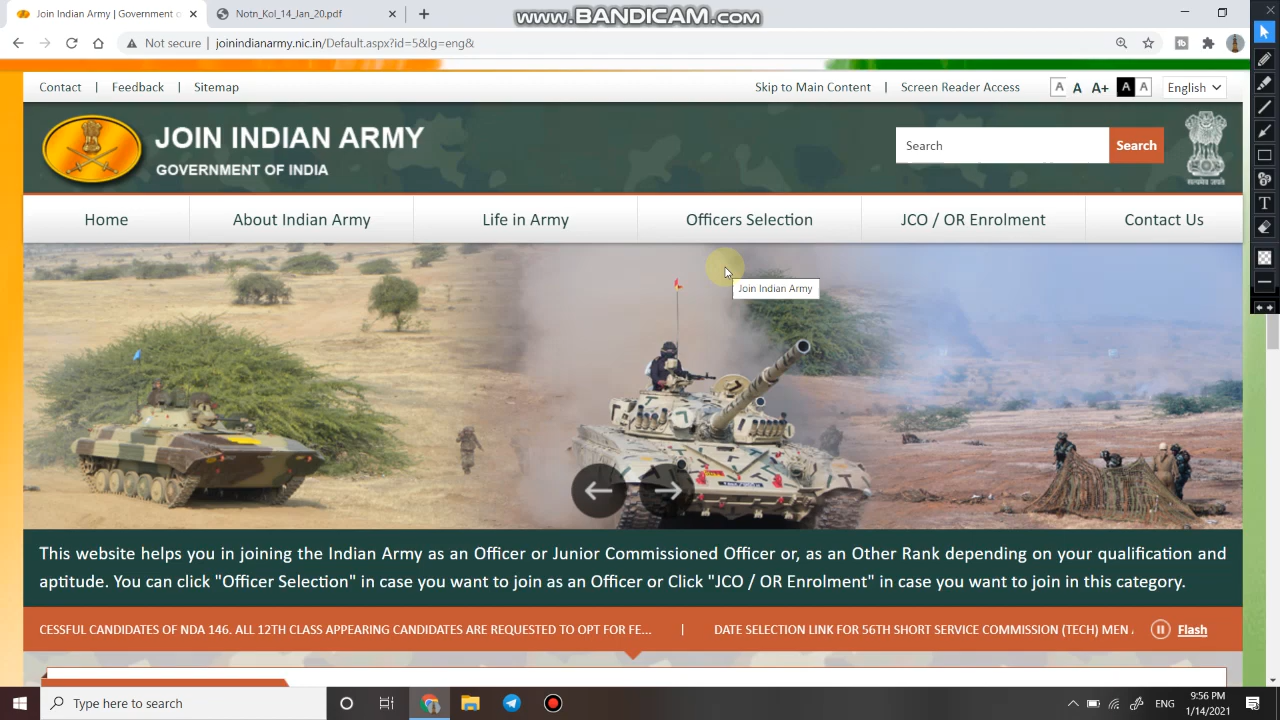 Join Indian Army | Government of
Notn_Kol_14_Jan_20.pdf
www.BANDICAM.com
Not secure | joinindianarmy.nic.in/Default.aspx?id=5&lg=eng&
Contact | Feedback | Sitemap
Skip to Main Content | Screen Reader Access
A A A+ A A English
JOIN INDIAN ARMY
GOVERNMENT OF INDIA
Search Search
सत्यमेव जयते
Home About Indian Army Life in Army Officers Selection JCO / OR Enrolment Contact Us
Join Indian Army
This website helps you in joining the Indian Army as an Officer or Junior Commissioned Officer or, as an Other Rank depending on your qualification and
aptitude. You can click "Officer Selection" in case you want to join as an Officer or Click "JCO / OR Enrolment" in case you want to join in this category.
CESSFUL CANDIDATES OF NDA 146. ALL 12TH CLASS APPEARING CANDIDATES ARE REQUESTED TO OPT FOR FE... | DATE SELECTION LINK FOR 56TH SHORT SERVICE COMMISSION (TECH) MEN Flash
Type here to search
ENG
9:56 PM
1/14/2021